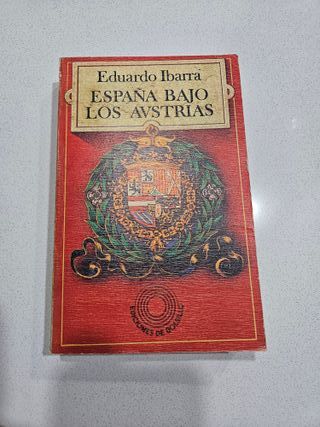 Eduardo Ibarra
ESPAÑA BAJO
LOS AVSTRIAS
EDICIONES DE BOLSILLO